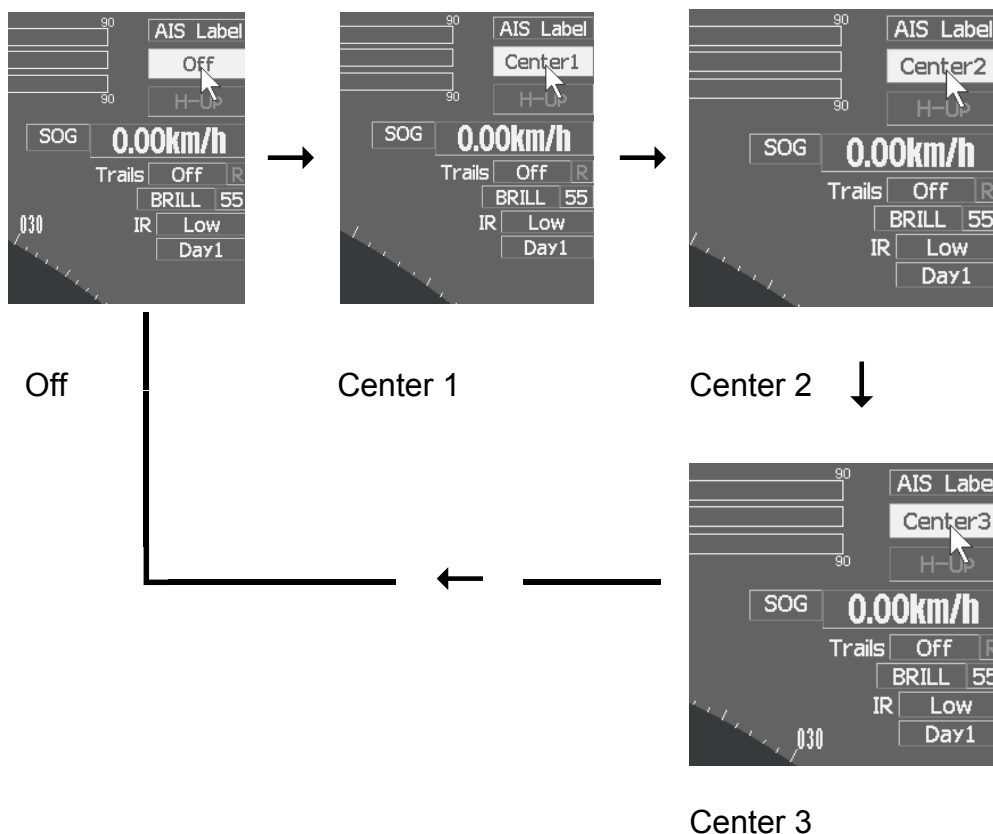 90
AIS Label
Off
H-UP
90
SOG 0.00km/h
Trails Off R
BRILL 55
030
IR Low
Day1
90
AIS Label
Center1
H-UP
90
SOG 0.00km/h
Trails Off R
BRILL 55
IR Low
Day1
90
AIS Label
Center2
H-UP
90
SOG 0.00km/h
Trails Off R
BRILL 55
IR Low
Day1
Off
Center 1
Center 2
90
AIS Labe
Center3
H-UP
90
SOG 0.00km/h
Trails Off R
BRILL 55
IR Low
030
Day1
Center 3